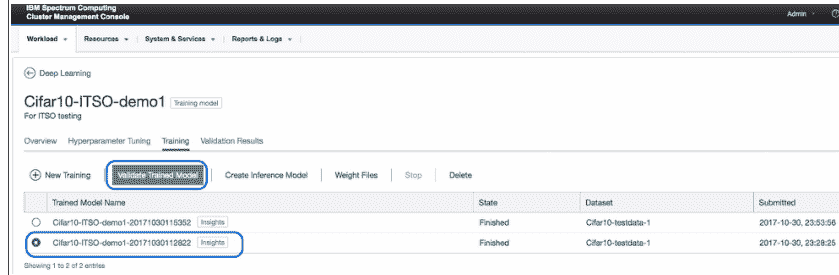 IBM Spectrum Computing
Cluster Management Console
Admin
Workload Resources System & Services Reports & Logs
Deep Learning
Cifar10-ITSO-demo1 Training model
For ITSO testing
Overview Hyperparameter Tuning Training Validation Results
New Training Validate Trained Model Create Inference Model Weight Files Stop Delete
Trained Model Name State Dataset Submitted
Cifar10-ITSO-demo1-20171030115352 Insights Finished Cifar10-testdata-1 2017-10-30, 23:53:56
Cifar10-ITSO-demo1-20171030112822 Insights Finished Cifar10-testdata-1 2017-10-30, 23:28:25
Showing 1 to 2 of 2 entries